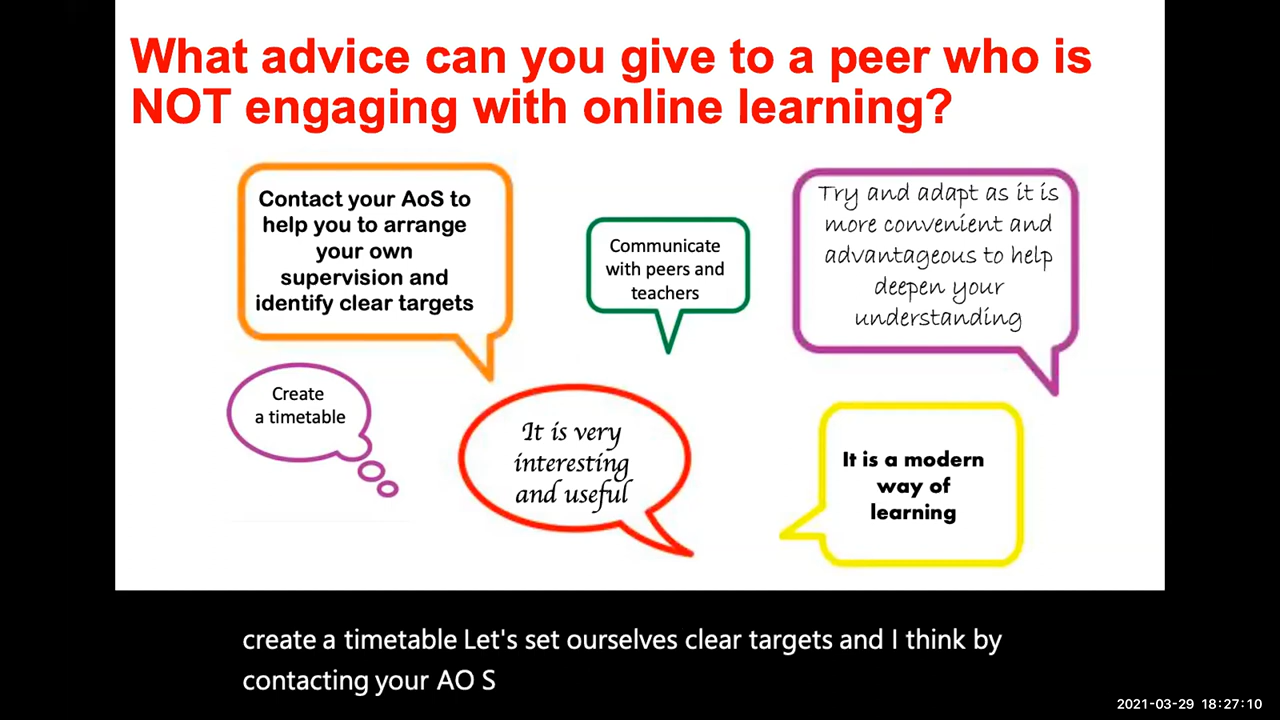 What advice can you give to a peer who is
NOT engaging with online learning?
Contact your AoS to
help you to arrange
your own
supervision and
identify clear targets
Communicate
with peers and
teachers
Try and adapt as it is
more convenient and
advantageous to help
deepen your
understanding
Create
a timetable
It is very
interesting
and useful
It is a modern
way of
learning
create a timetable Let's set ourselves clear targets and I think by
contacting your AO S
2021-03-29 18:27:10